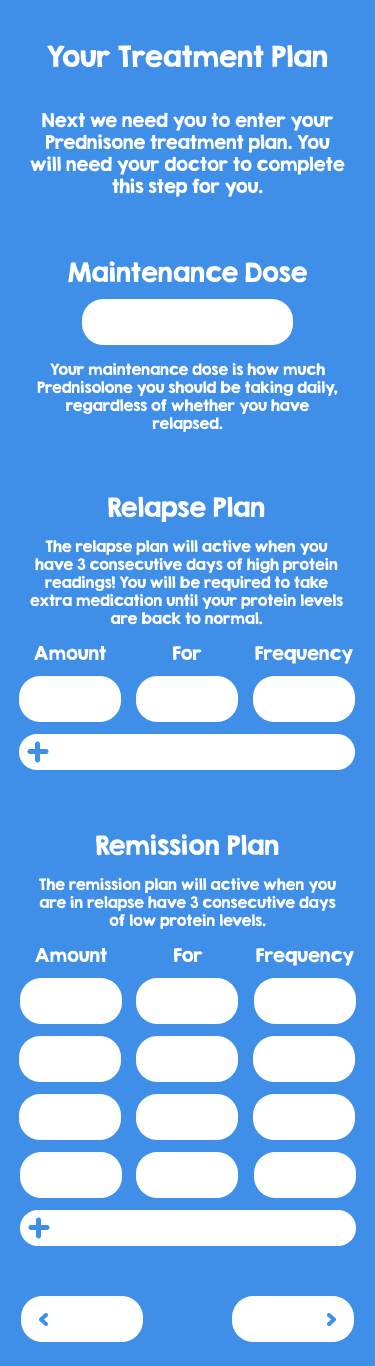 Your Treatment Plan
Next we need you to enter your
Prednisone treatment plan. You
will need your doctor to complete
this step for you.
Maintenance Dose
Your maintenance dose is how much
Prednisolone you should be taking daily,
regardless of whether you have
relapsed.
Relapse Plan
The relapse plan will active when you
have 3 consecutive days of high protein
readings! You will be required to take
extra medication until your protein levels
are back to normal.
Amount For Frequency
+
Remission Plan
The remission plan will active when you
are in relapse have 3 consecutive days
of low protein levels.
Amount For Frequency
+